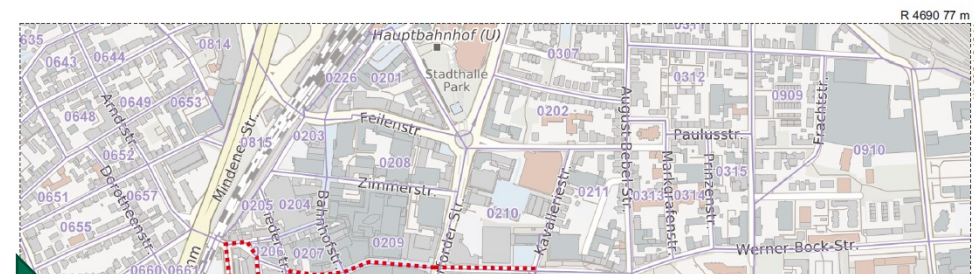 R 4690 77 m
Hauptbahnhof (U)
0635
0814
0311
0644
0643
0307
0226
0201
Stadthalle
Park
0312
0909
0649
0653
0648
Arndtstr.
0202
August-Bebel-Str.
Frachtstr.
Feilenstr.
0203
0815
Mindener Str.
Paulusstr.
0652
0208
0910
Dorotheenstr.
Zimmerstr.
Kavalleriestr.
0211
Markgrafenstr.
Prinzenstr.
0315
0651
0657
0205
0204
Bahnhofstr.
0313
0314
0210
0655
0207
0209
Werner-Bock-Str.
0660
0661